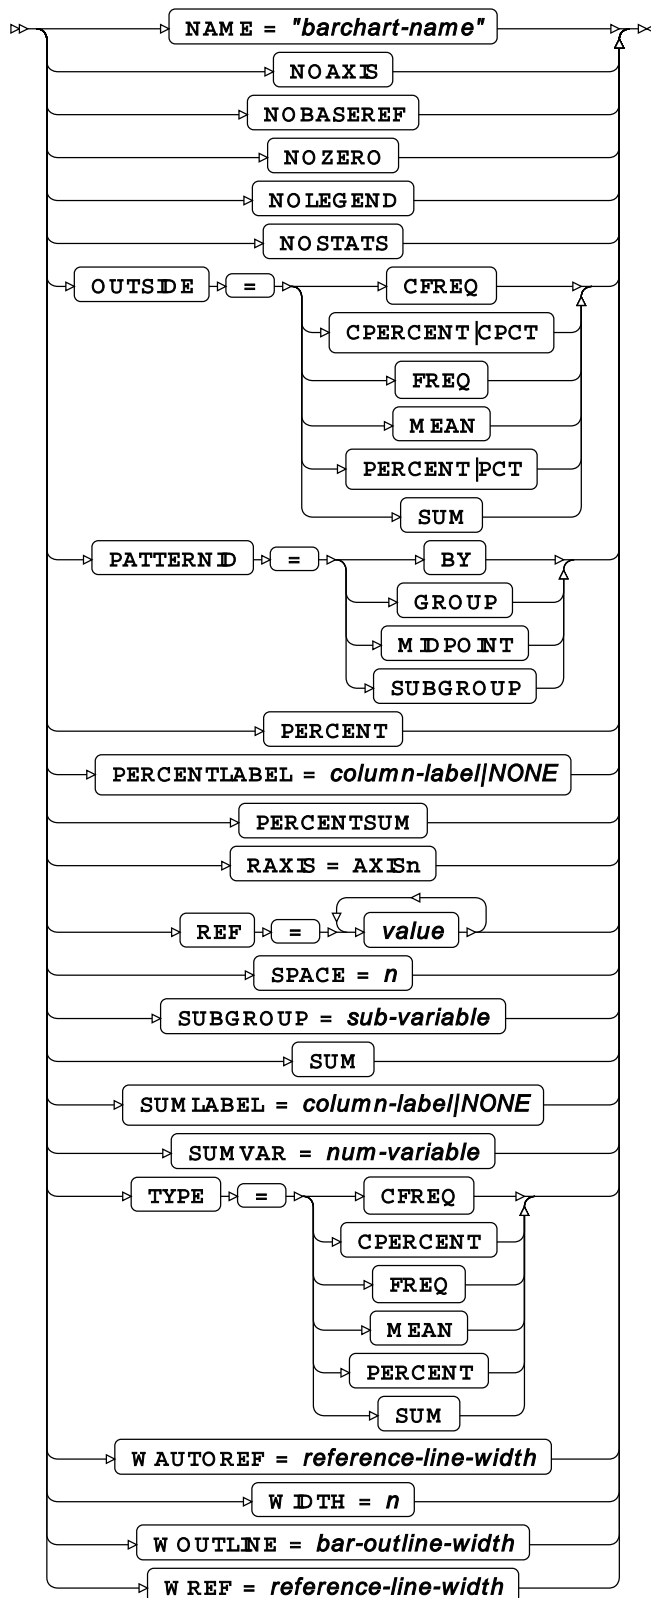 NAME = "barchart-name"
NOAXIS
NOBASEREF
NOZERO
NOLEGEND
NOSTATS
OUTSIDE = CFREQ
CPERCENT|CPCT
FREQ
MEAN
PERCENT|PCT
SUM
PATTERNID = BY
GROUP
MIDPOINT
SUBGROUP
PERCENT
PERCENTLABEL = column-label|NONE
PERCENTSUM
RAXIS = AXISn
REF = value
SPACE = n
SUBGROUP = sub-variable
SUM
SUMLABEL = column-label|NONE
SUMVAR = num-variable
TYPE = CFREQ
CPERCENT
FREQ
MEAN
PERCENT
SUM
WAUTOREF = reference-line-width
WIDTH = n
WOUTLINE = bar-outline-width
WREF = reference-line-width